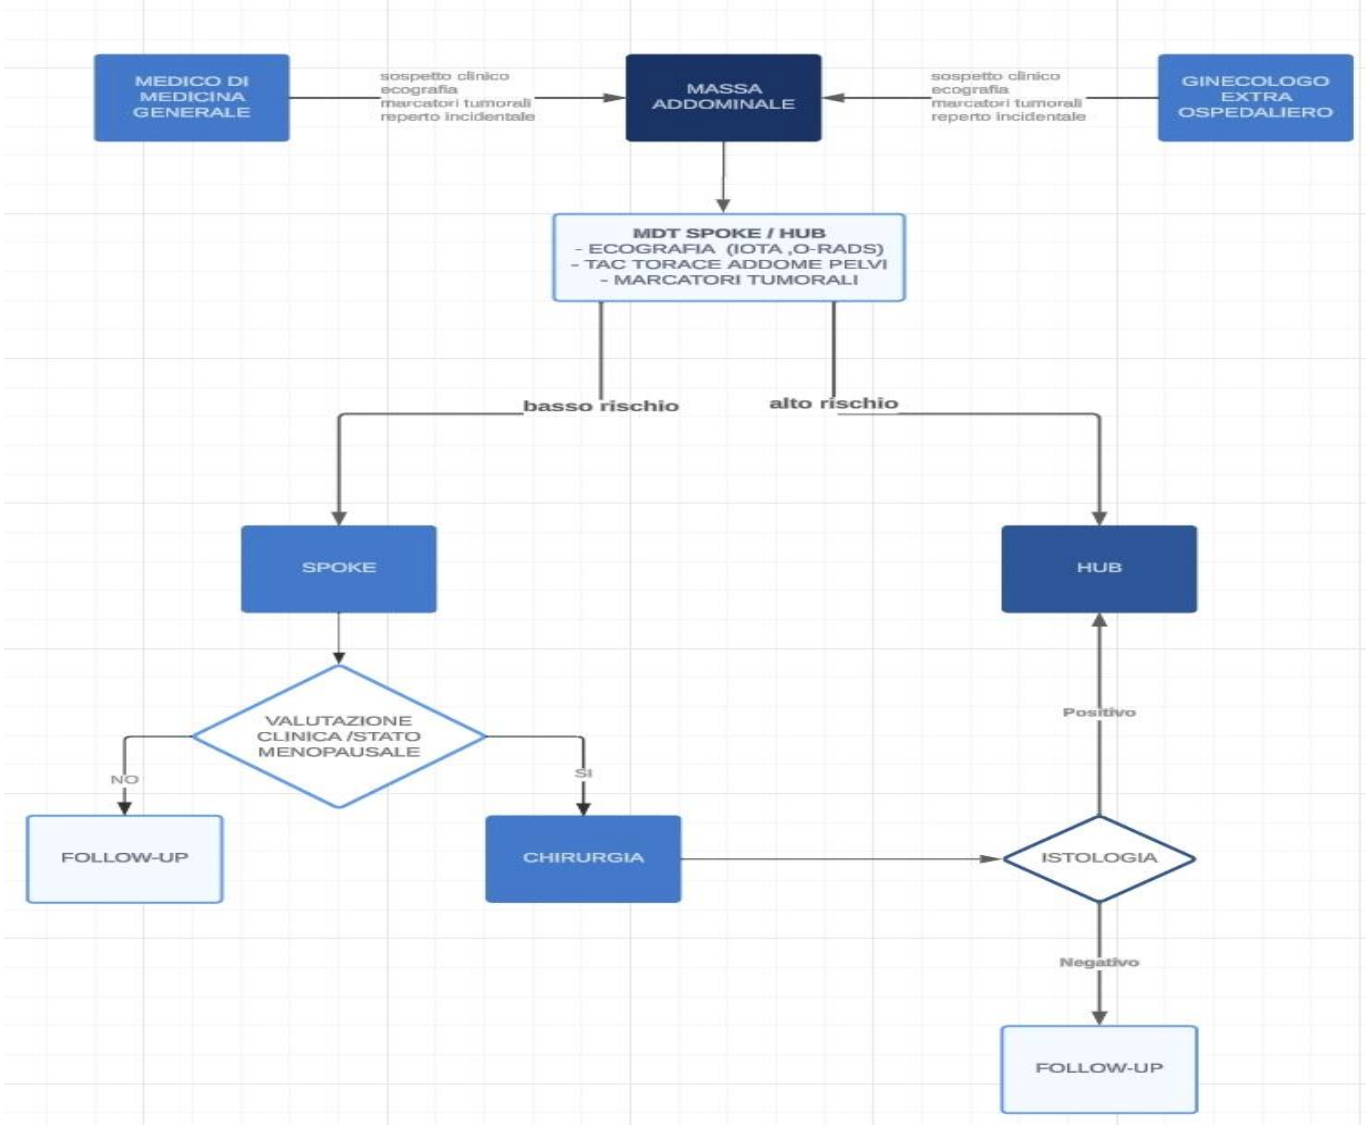 MEDICO DI
MEDICINA
GENERALE
sospetto clinico
ecografia
marcatori tumorali
reperto incidentale
MASSA
ADDOMINALE
sospetto clinico
ecografia
marcatori tumorali
reperto incidentale
GINECOLOGO
EXTRA
OSPEDALIERO
MDT SPOKE / HUB
- ECOGRAFIA (IOTA ,O-RADS)
- TAC TORACE ADDOME PELVI
- MARCATORI TUMORALI
basso rischio
alto rischio
SPOKE
HUB
VALUTAZIONE
CLINICA /STATO
MENOPAUSALE
Positivo
NO
SI
FOLLOW-UP
CHIRURGIA
ISTOLOGIA
Negativo
FOLLOW-UP